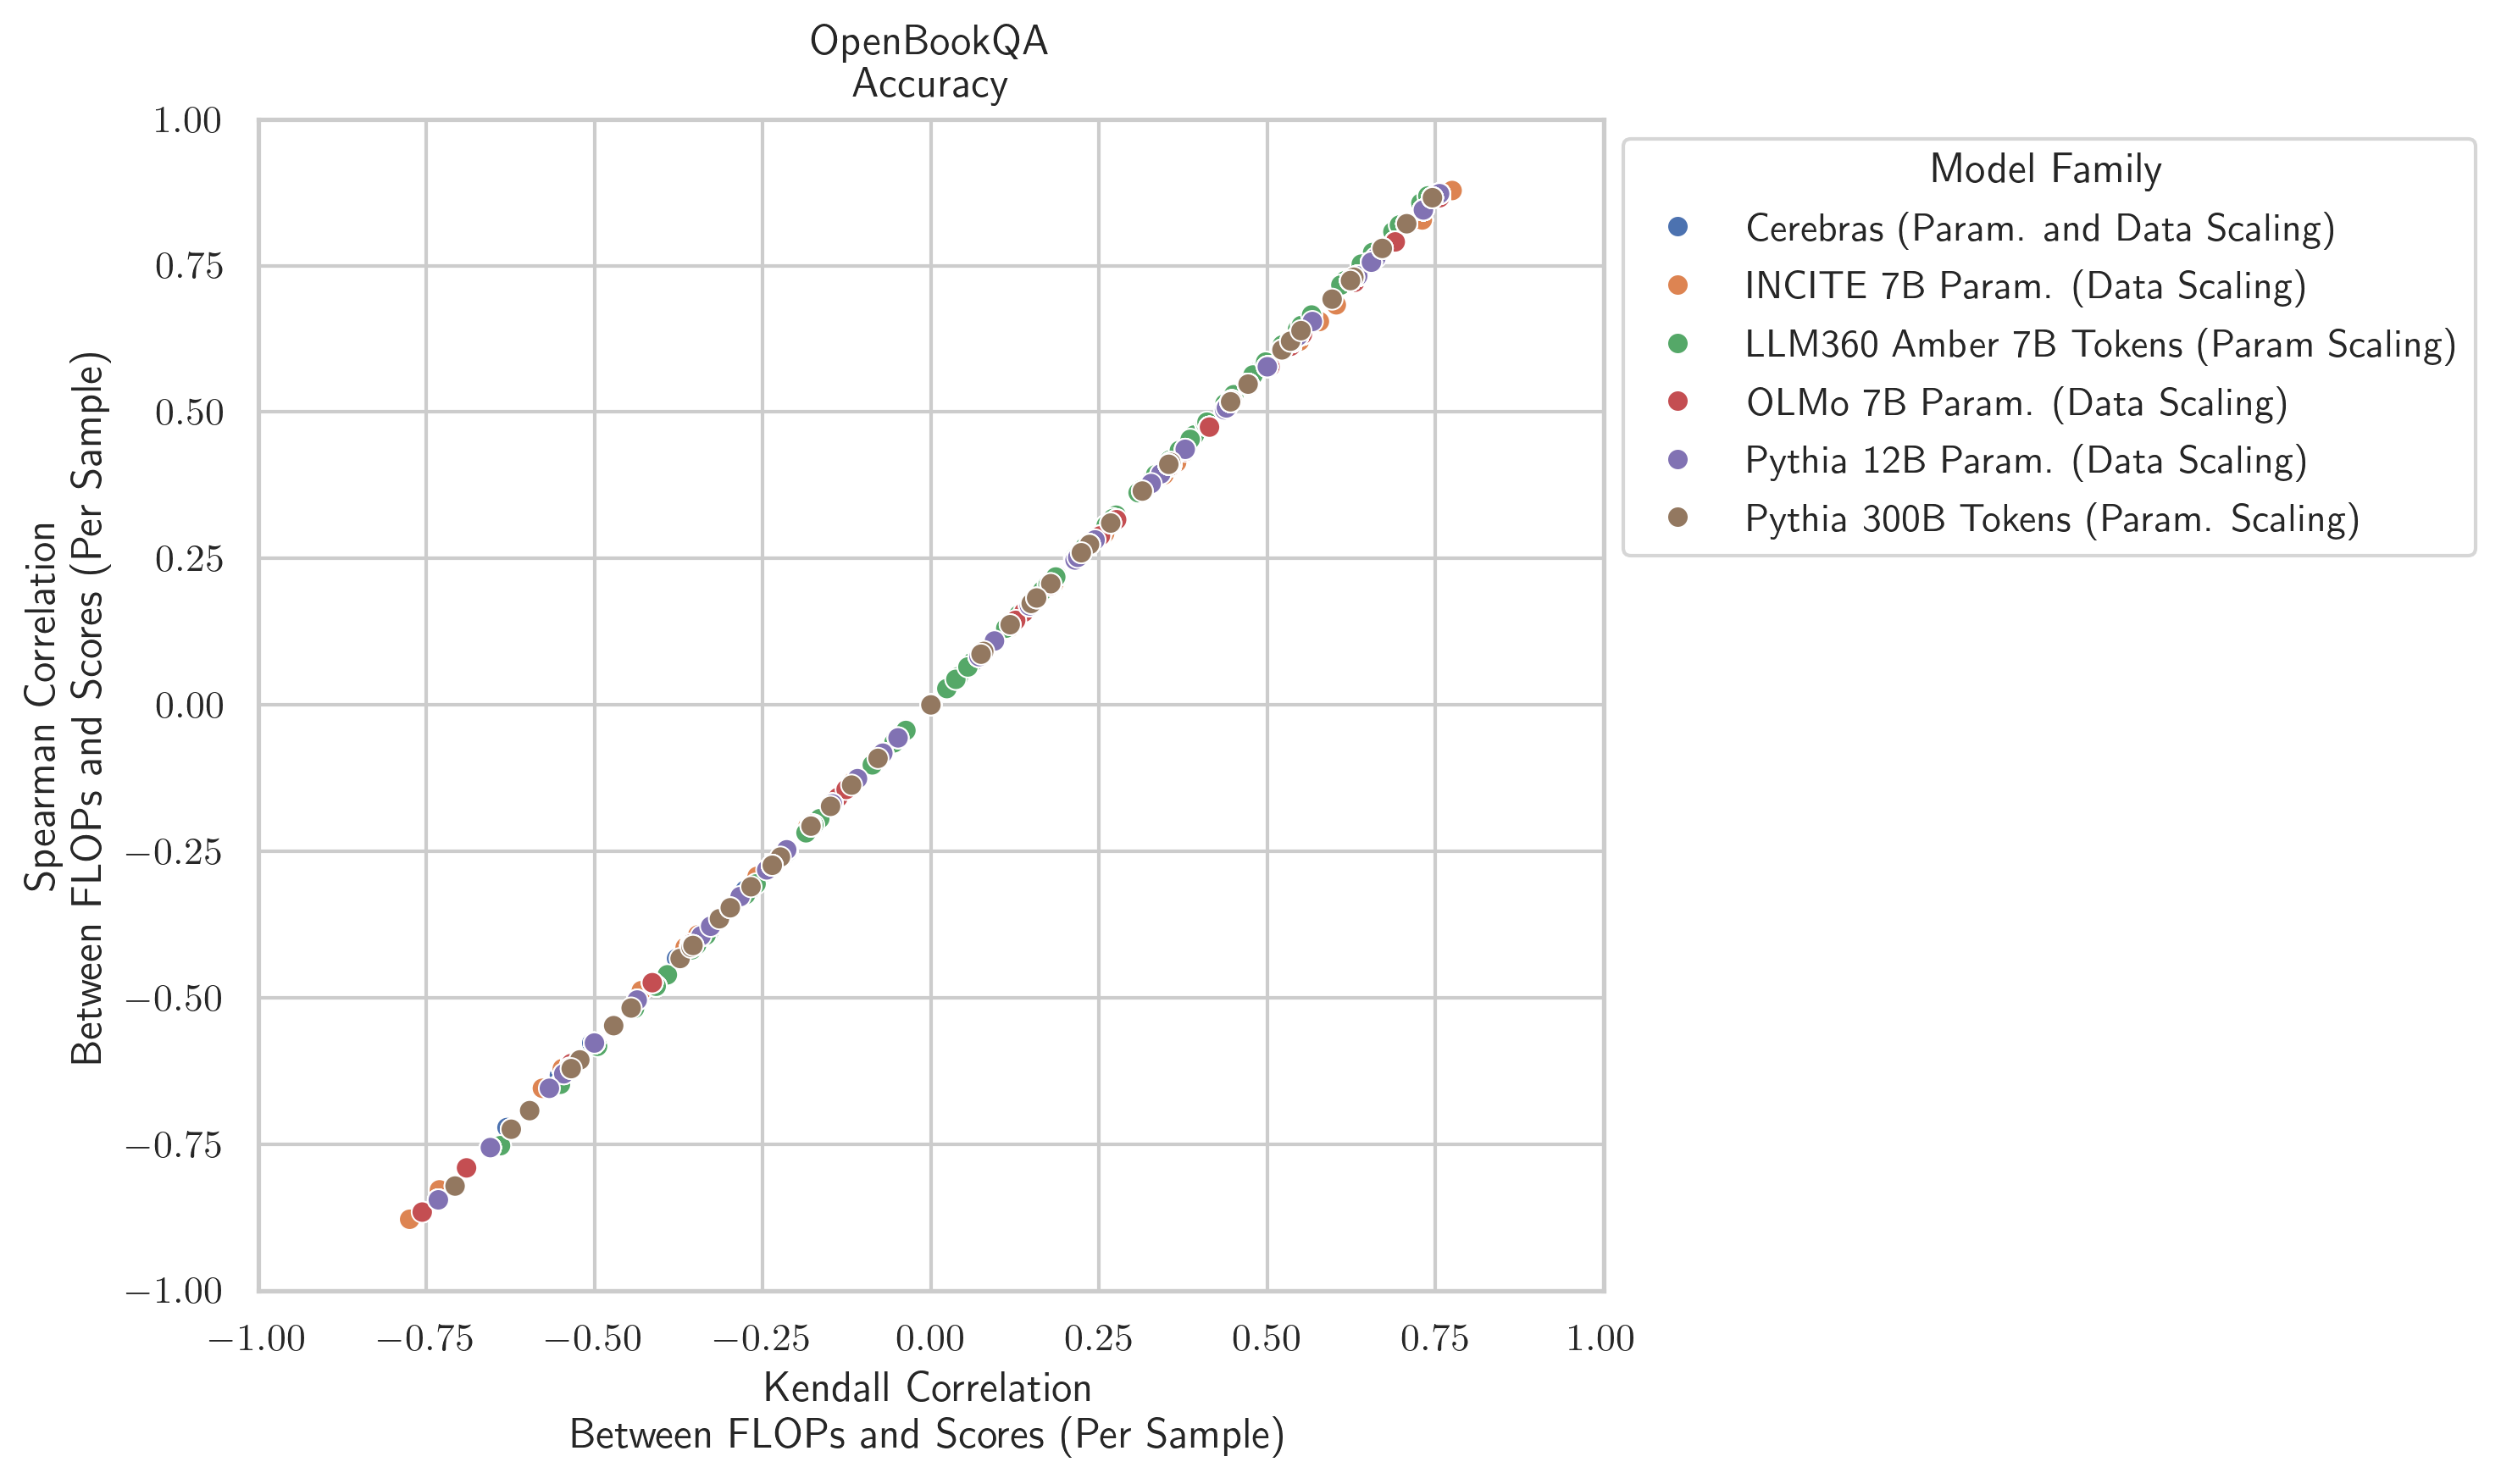 OpenBookQA
Accuracy
1.00
0.75
0.50
0.25
0.00
−0.25
−0.50
−0.75
−1.00
Spearman Correlation
Between FLOPs and Scores (Per Sample)
−1.00 −0.75 −0.50 −0.25 0.00 0.25 0.50 0.75 1.00
Kendall Correlation
Between FLOPs and Scores (Per Sample)
Model Family
Cerebras (Param. and Data Scaling)
INCITE 7B Param. (Data Scaling)
LLM360 Amber 7B Tokens (Param Scaling)
OLMo 7B Param. (Data Scaling)
Pythia 12B Param. (Data Scaling)
Pythia 300B Tokens (Param. Scaling)